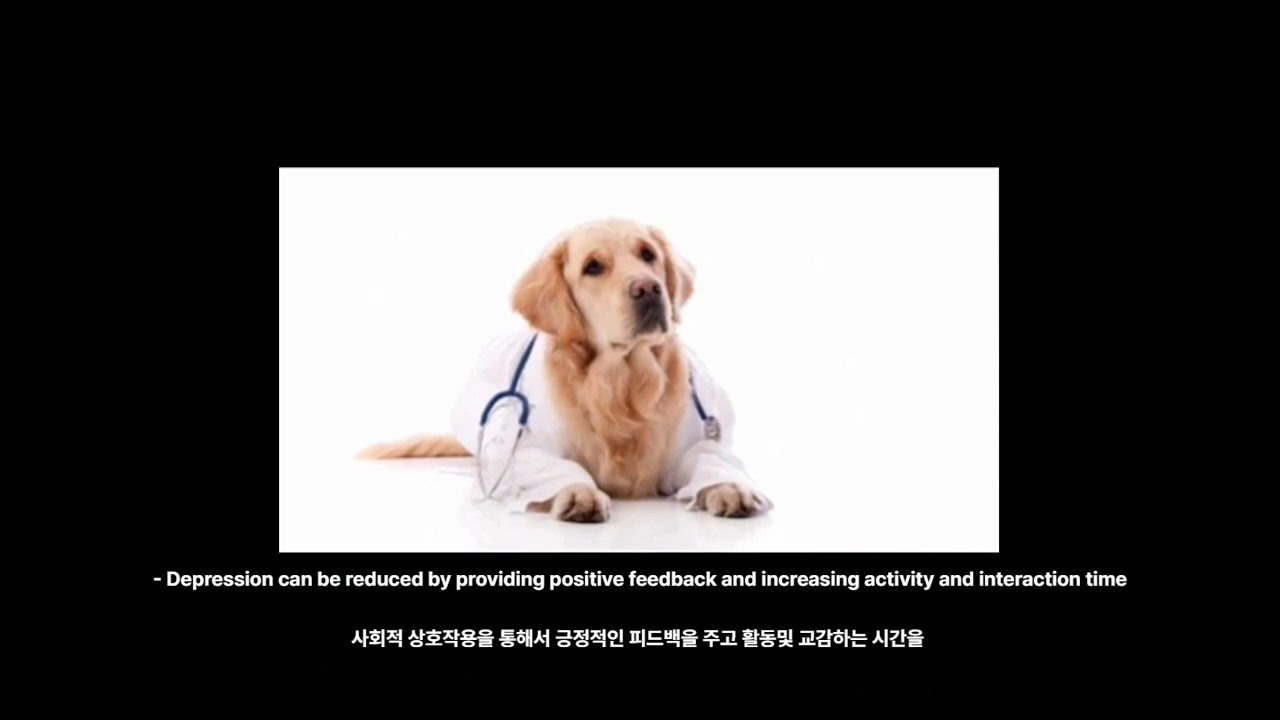 - Depression can be reduced by providing positive feedback and increasing activity and interaction time
사회적 상호작용을 통해서 긍정적인 피드백을 주고 활동및 교감하는 시간을